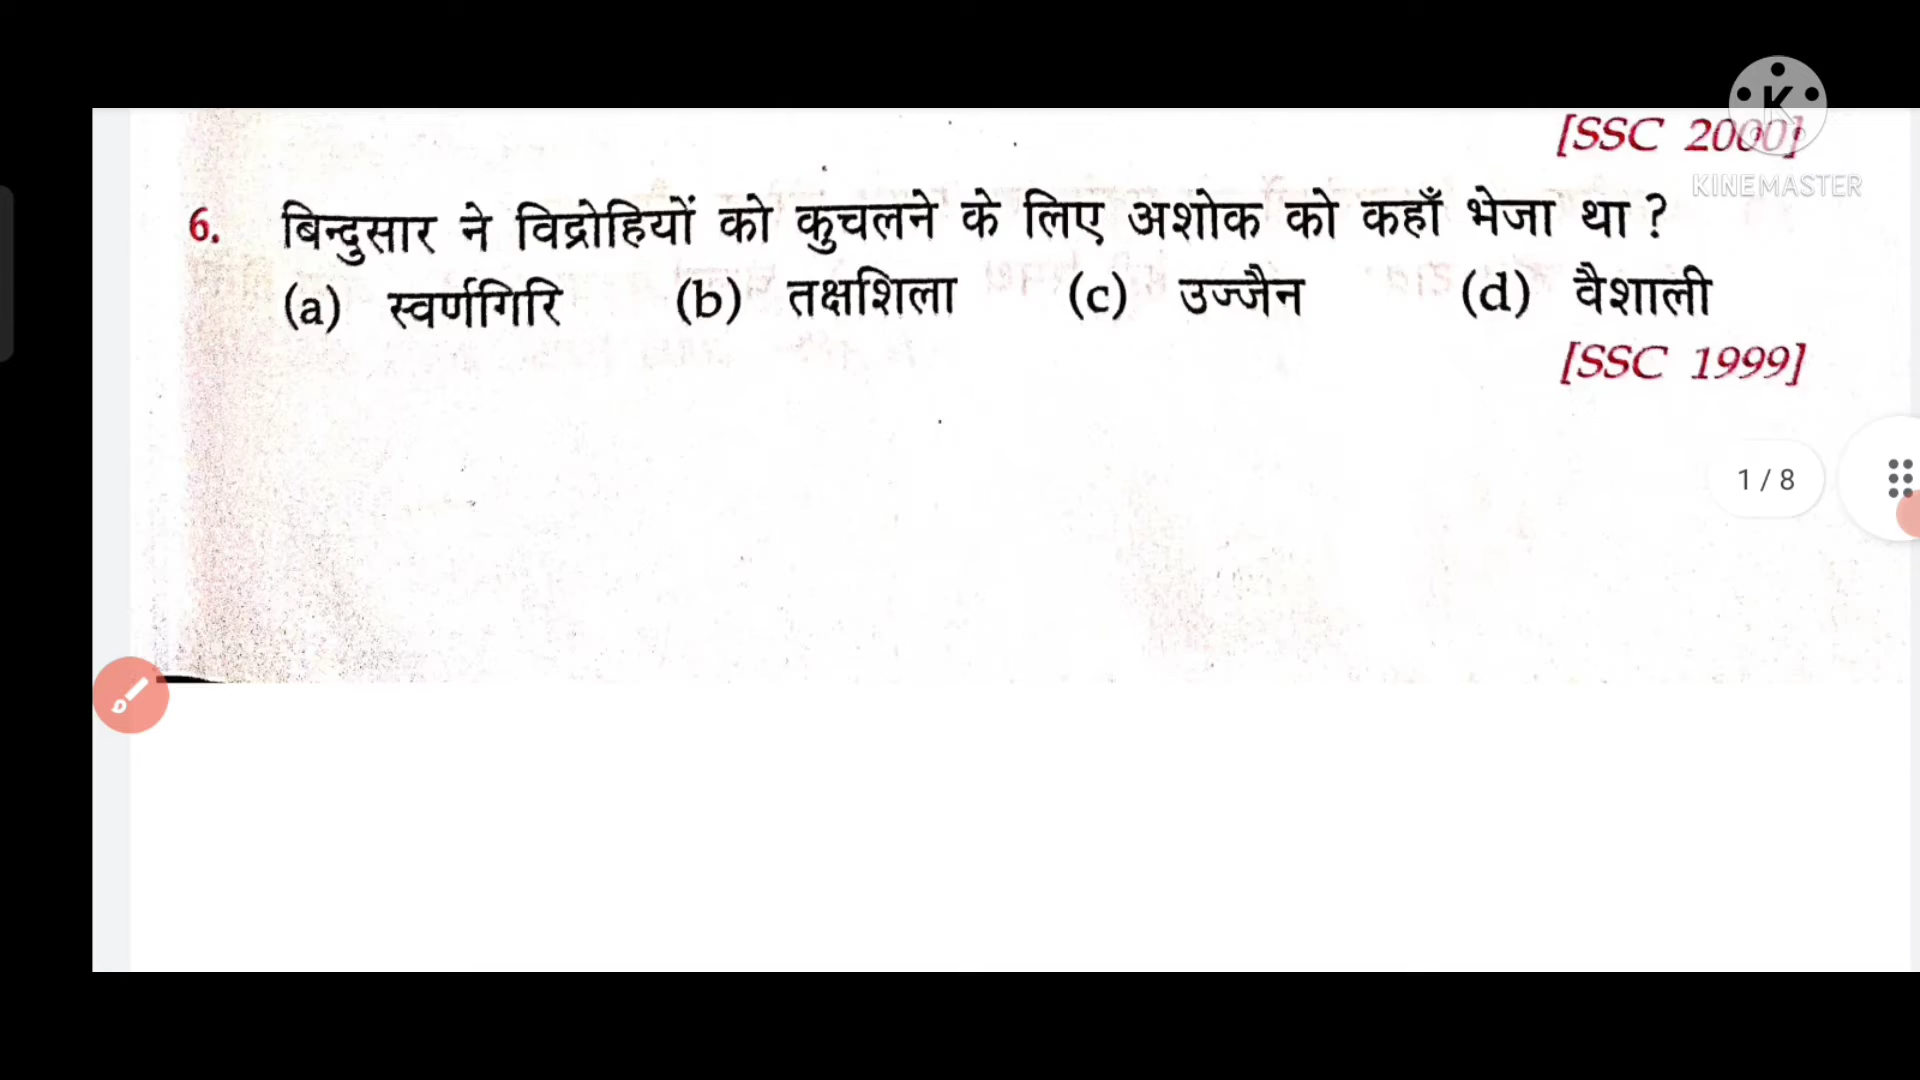 [SSC 2000]
KINEMASTER
6. बिन्दुसार ने विद्रोहियों को कुचलने के लिए अशोक को कहाँ भेजा था ?
(a) स्वर्णगिरि (b) तक्षशिला (c) उज्जैन (d) वैशाली
[SSC 1999]
1 / 8